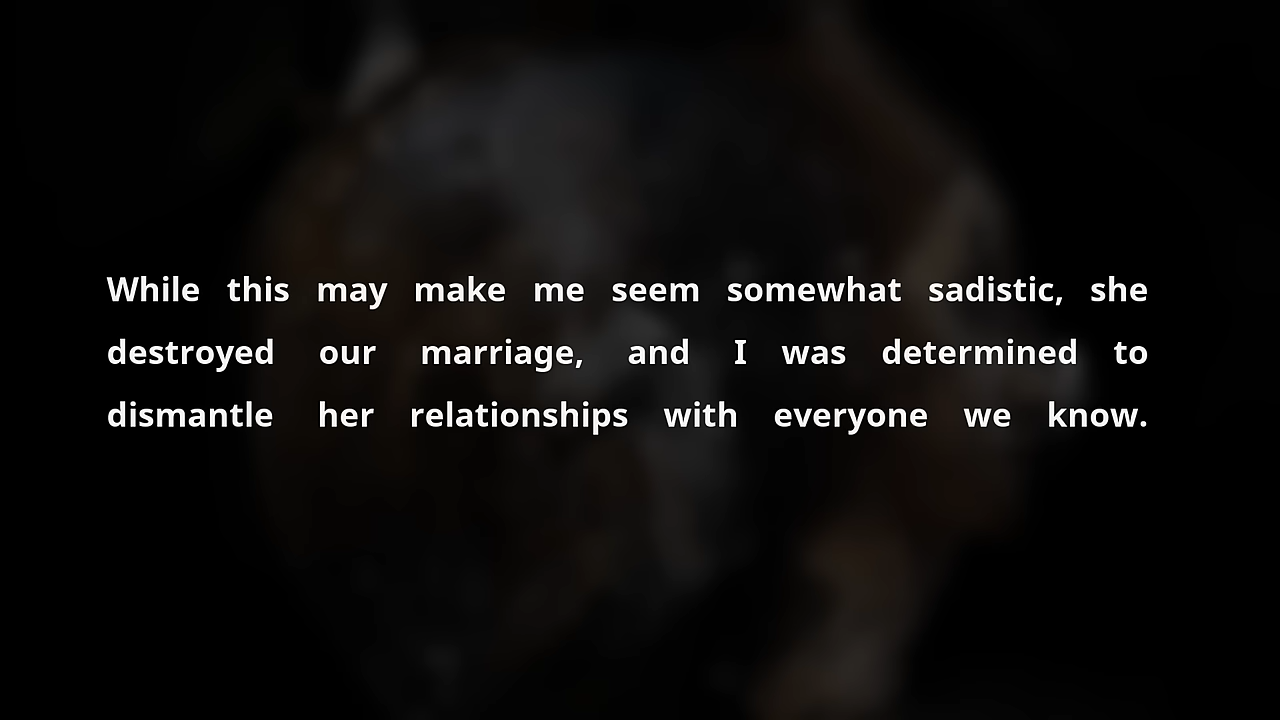 While this may make me seem somewhat sadistic, she
destroyed our marriage, and I was determined to
dismantle her relationships with everyone we know.